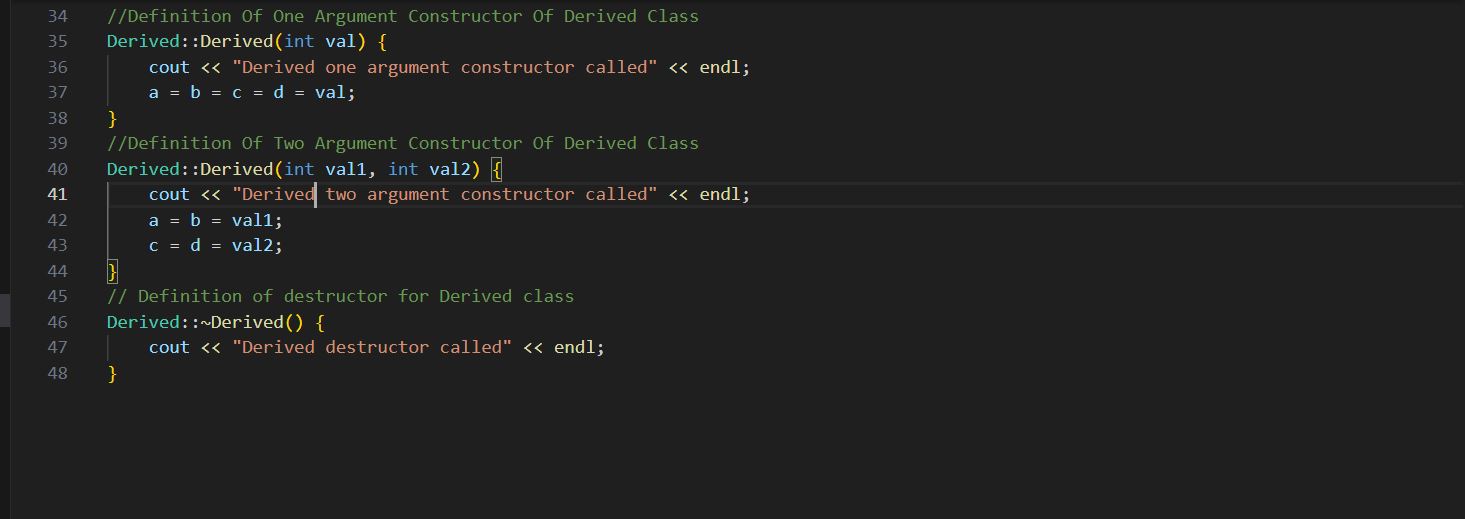 34 //Definition Of One Argument Constructor Of Derived Class
35 Derived::Derived(int val) {
36     cout << "Derived one argument constructor called" << endl;
37     a = b = c = d = val;
38 }
39 //Definition Of Two Argument Constructor Of Derived Class
40 Derived::Derived(int val1, int val2) {
41     cout << "Derived two argument constructor called" << endl;
42     a = b = val1;
43     c = d = val2;
44 }
45 // Definition of destructor for Derived class
46 Derived::~Derived() {
47     cout << "Derived destructor called" << endl;
48 }